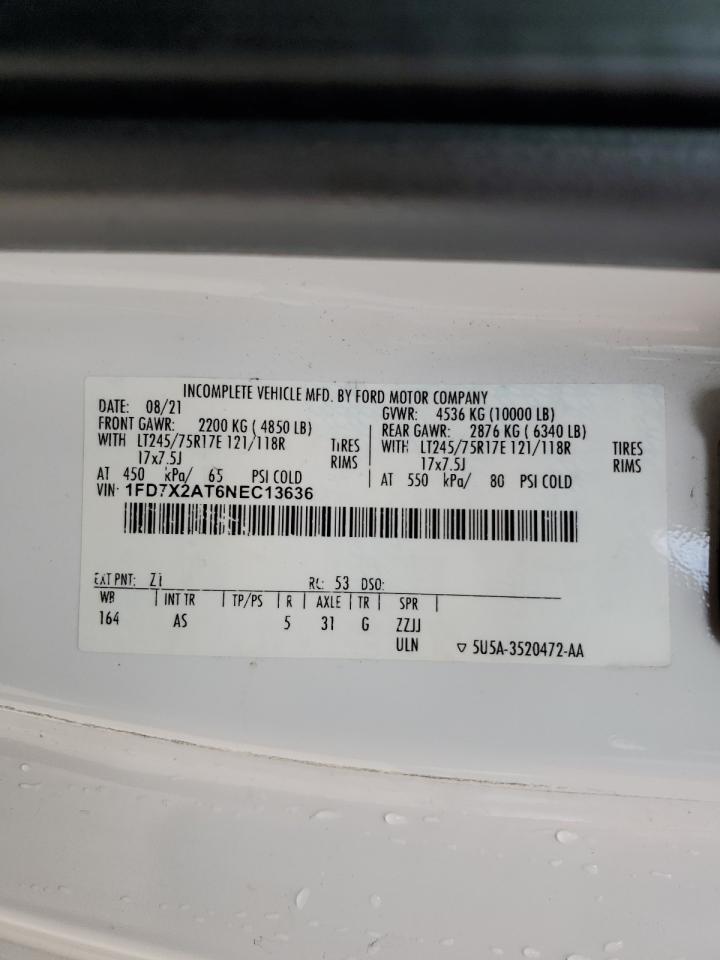 INCOMPLETE VEHICLE MFD. BY FORD MOTOR COMPANY
DATE: 08/21 GVWR: 4536 KG (10000 LB)
FRONT GAWR: 2200 KG ( 4850 LB) REAR GAWR: 2876 KG ( 6340 LB)
WITH LT245/75R17E 121/118R TIRES WITH LT245/75R17E 121/118R TIRES
17x7.5J RIMS 17x7.5J RIMS
AT 450 kPa/ 65 PSI COLD AT 550 kPa/ 80 PSI COLD
VIN: 1FD7X2AT6NEC13636
EXT PNT: Z1 RC: 53 DSO:
WB | INT TR | TP/PS | R | AXLE | TR | SPR |
164 AS 5 31 G ZZJJ
ULN ▽ 5U5A-3520472-AA